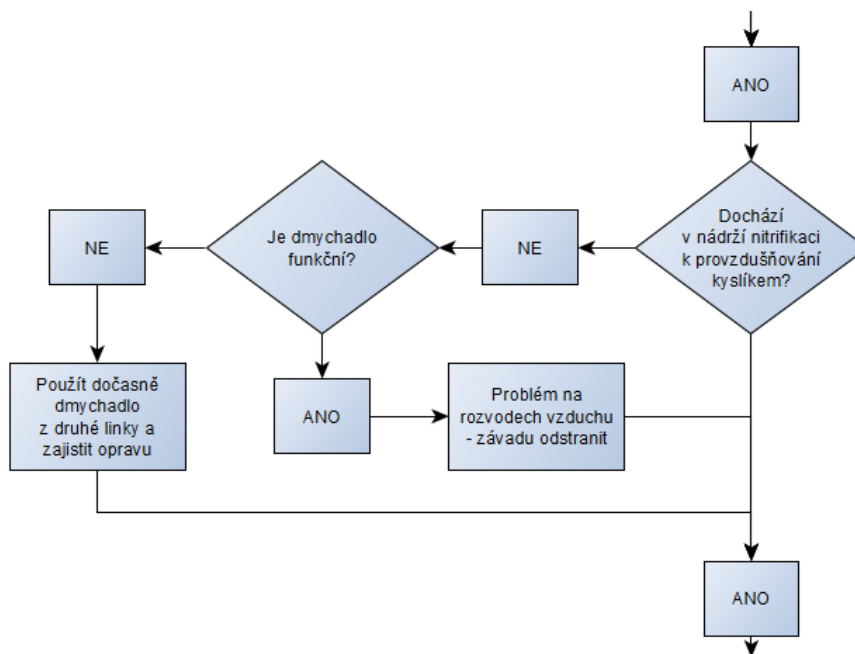 ANO
Dochází
v nádrží nitrifikaci
k provzdušňování
kyslíkem?
NE
Je dmychadlo
funkční?
NE
Použít dočasně
dmychadlo
z druhé linky a
zajistit opravu
ANO
Problém na
rozvodech vzduchu
- závadu odstranit
ANO